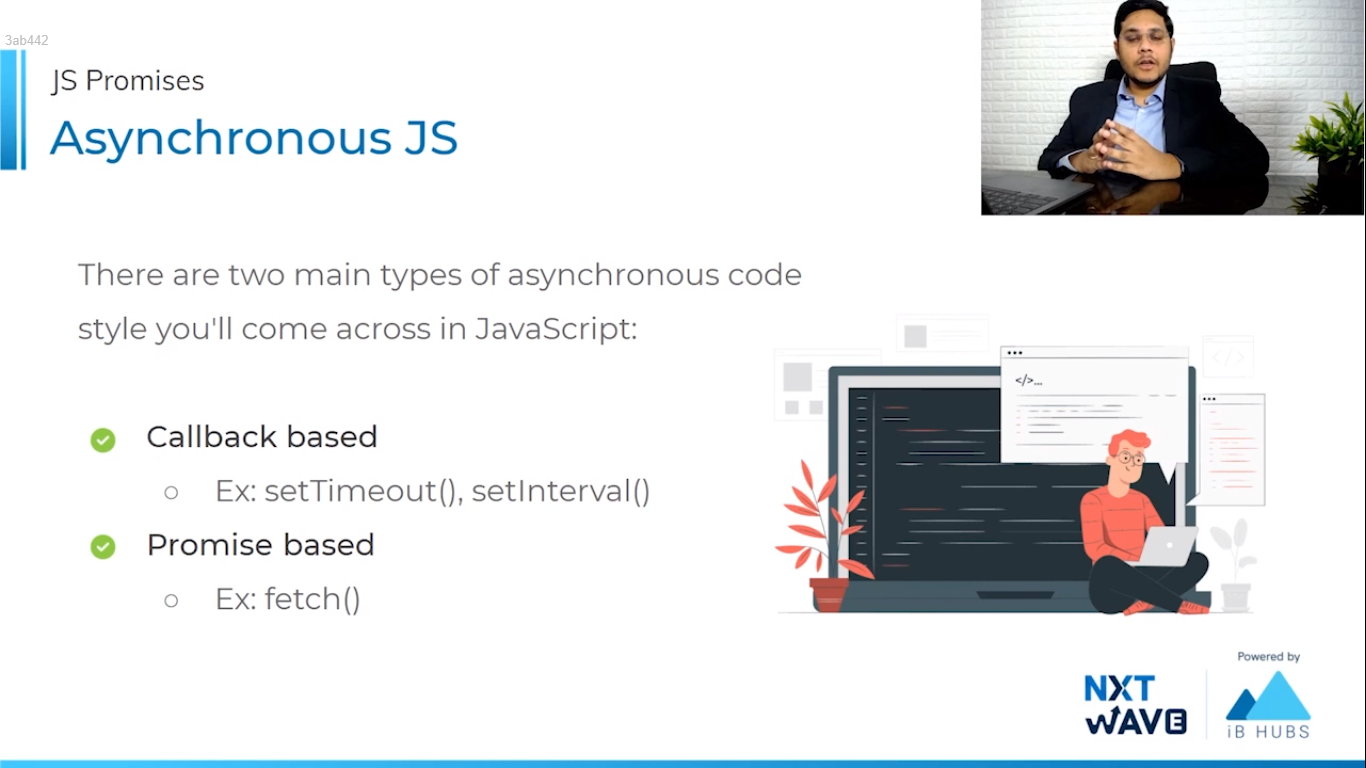 3ab442
JS Promises
Asynchronous JS
There are two main types of asynchronous code
style you'll come across in JavaScript:
Callback based
Ex: setTimeout(), setInterval()
Promise based
Ex: fetch()
</>...
</>
Powered by
NXT
WAVE
iB HUBS